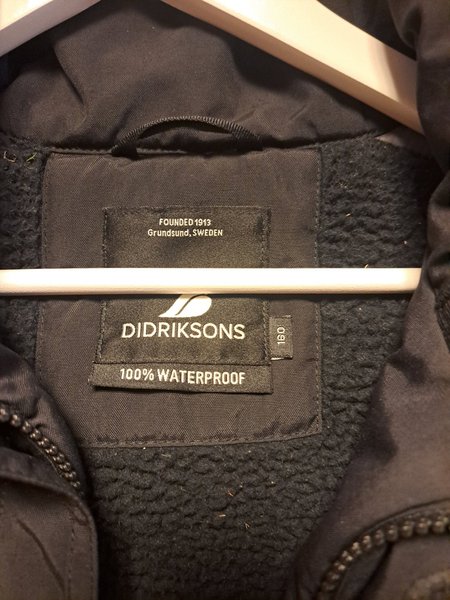 FOUNDED 1913
Grundsund, SWEDEN
DIDRIKSONS
160
100% WATERPROOF